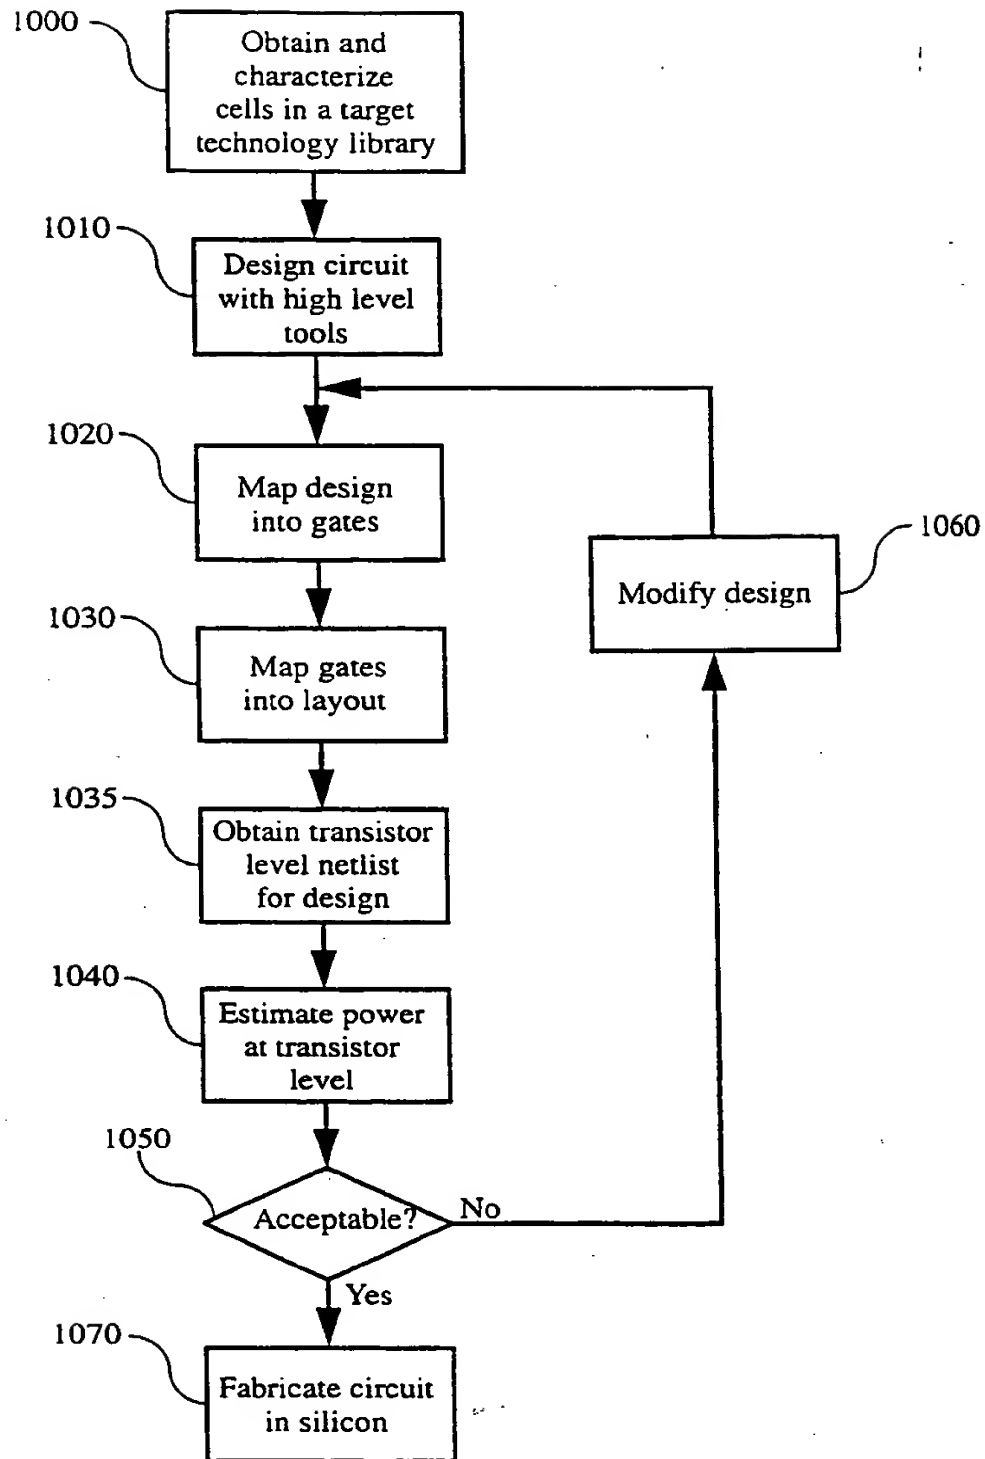 1000
Obtain and
characterize
cells in a target
technology library
1010
Design circuit
with high level
tools
1020
Map design
into gates
1060
Modify design
1030
Map gates
into layout
1035
Obtain transistor
level netlist
for design
1040
Estimate power
at transistor
level
1050
Acceptable?
No
Yes
1070
Fabricate circuit
in silicon